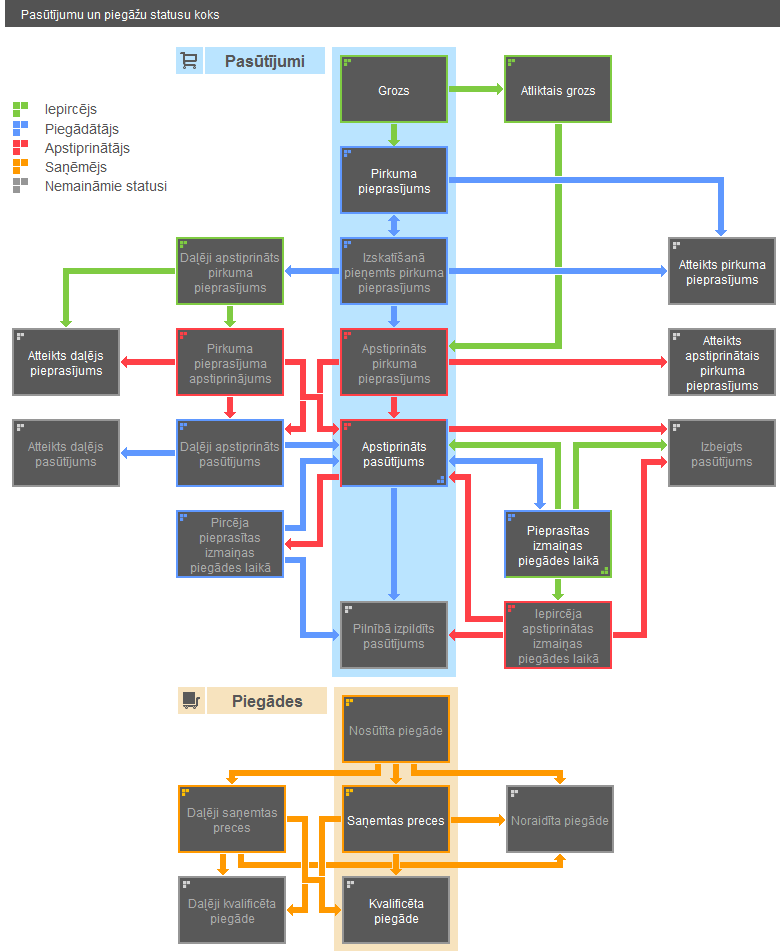 Pasūtījumu un piegāžu statusu koks
Pasūtījumi
Grozs
Atliktais grozs
Iepircējs
Piegādātājs
Apstiprinātājs
Saņēmējs
Nemaināmie statusi
Pirkuma
pieprasījums
Daļēji apstiprināts
pirkuma
pieprasījums
Izskatīšanā
pieņemts pirkuma
pieprasījums
Atteikts pirkuma
pieprasījums
Atteikts daļējs
pieprasījums
Pirkuma
pieprasījuma
apstiprinājums
Apstiprināts
pirkuma
pieprasījums
Atteikts
apstiprinātais
pirkuma
pieprasījums
Atteikts daļējs
pasūtījums
Daļēji apstiprināts
pasūtījums
Apstiprināts
pasūtījums
Izbeigts
pasūtījums
Pircēja
pieprasītas
izmaiņas
piegādes laikā
Pieprasītas
izmaiņas
piegādes laikā
Pilnībā izpildīts
pasūtījums
Iepircēja
apstiprinātas
izmaiņas
piegādes laikā
Piegādes
Nosūtīta piegāde
Daļēji saņemtas
preces
Saņemtas preces
Noraidīta piegāde
Daļēji kvalificēta
piegāde
Kvalificēta
piegāde